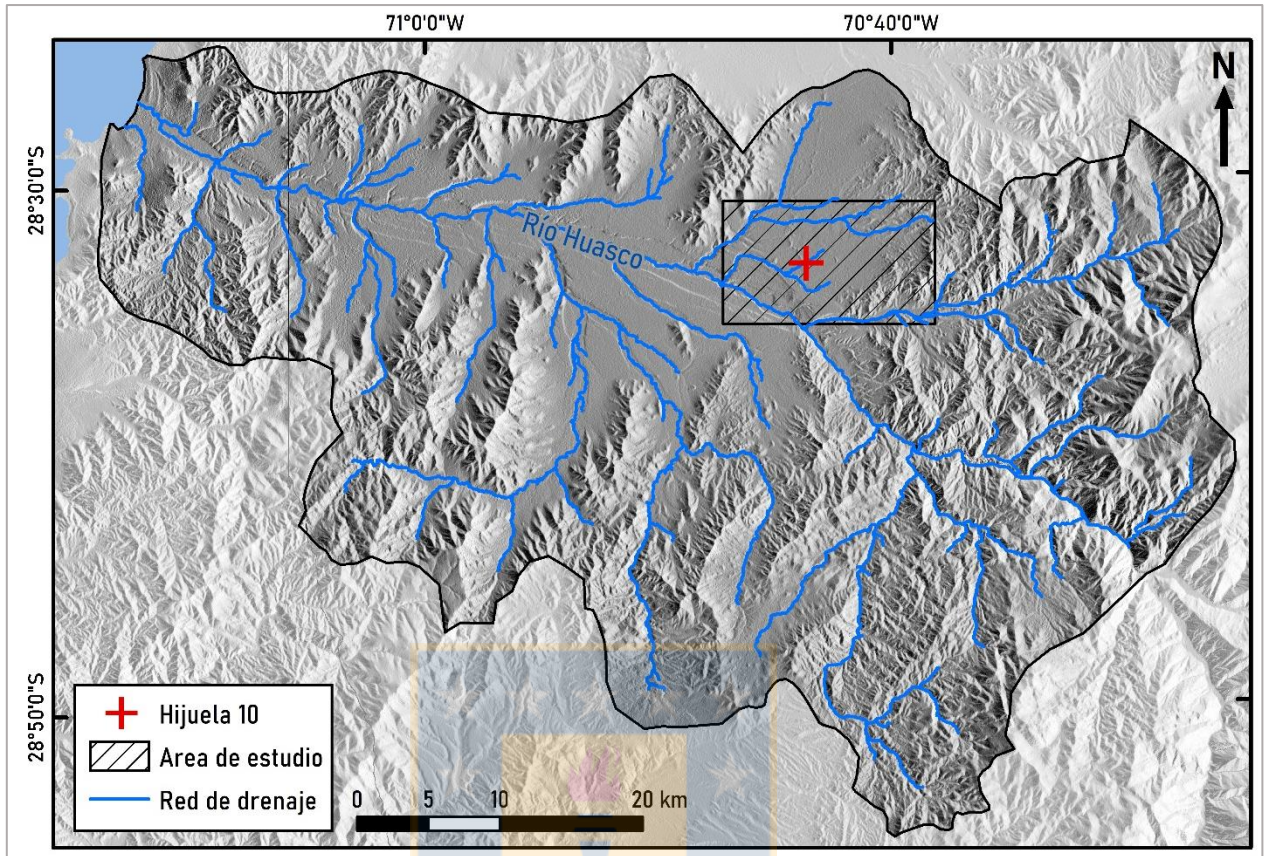 71°0'0"W
70°40'0"W
N
28°30'0"S
Río Huasco
28°50'0"S
Hijuela 10
Area de estudio
Red de drenaje
0 5 10 20 km